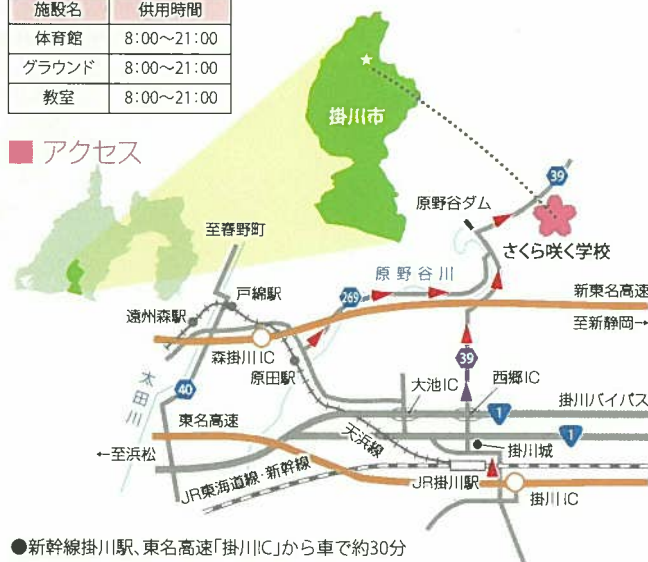 施設名 供用時間
体育館 8:00〜21:00
グラウンド 8:00〜21:00
教室 8:00〜21:00
アクセス
掛川市
39
原野谷ダム
さくら咲く学校
至春野町
原野谷川
戸綿駅
269
新東名高速
遠州森駅
至新静岡→
森掛川IC
原田駅
39
太田川
40
大池IC
西郷IC
掛川バイパス
1
東名高速
1
天浜線
掛川城
←至浜松
JR東海道線・新幹線
JR掛川駅
掛川IC
●新幹線掛川駅、東名高速「掛川IC」から車で約30分